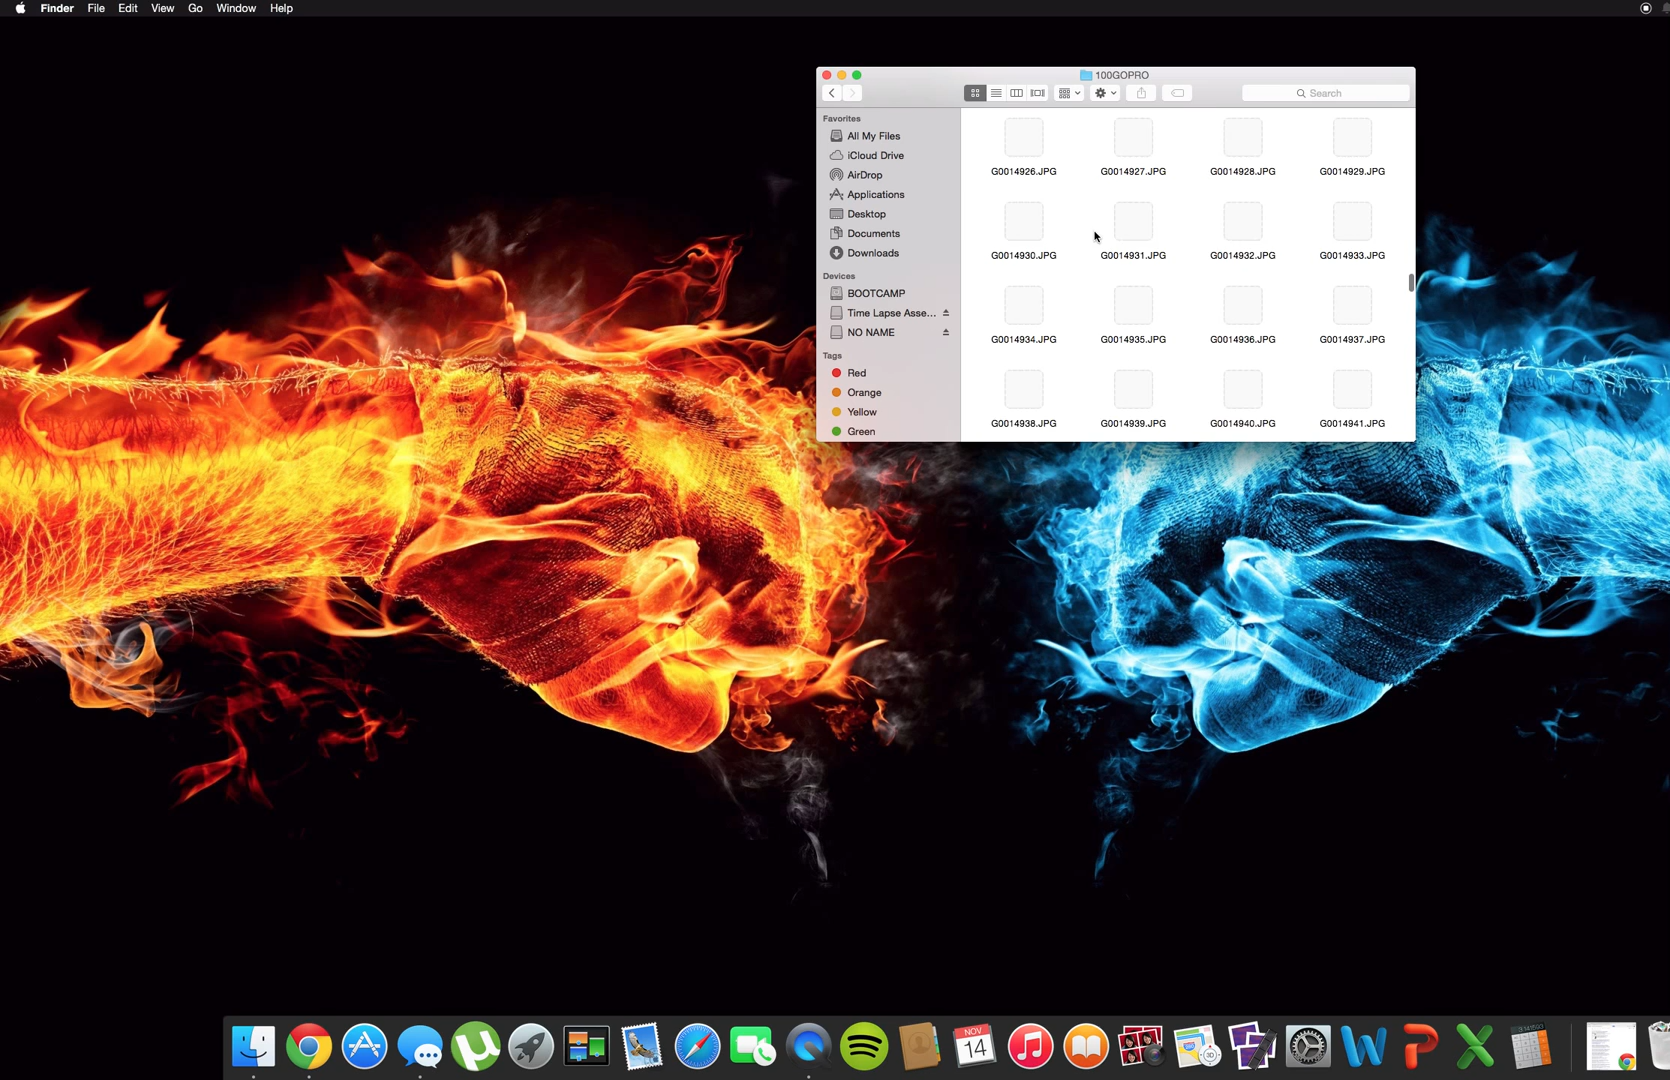 Finder File Edit View Go Window Help
100GOPRO
Search
Favorites
All My Files
iCloud Drive
AirDrop
Applications
Desktop
Documents
Downloads
Devices
BOOTCAMP
Time Lapse Asse...
NO NAME
Tags
Red
Orange
Yellow
Green
G0014926.JPG G0014927.JPG G0014928.JPG G0014929.JPG
G0014930.JPG G0014931.JPG G0014932.JPG G0014933.JPG
G0014934.JPG G0014935.JPG G0014936.JPG G0014937.JPG
G0014938.JPG G0014939.JPG G0014940.JPG G0014941.JPG
NOV
14
3D